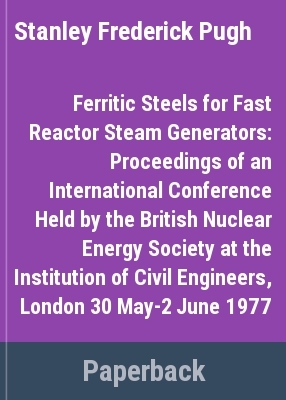 Stanley Frederick Pugh
Ferritic Steels for Fast
Reactor Steam Generators:
Proceedings of an
International Conference
Held by the British Nuclear
Energy Society at the
Institution of Civil Engineers,
London 30 May-2 June 1977
Paperback